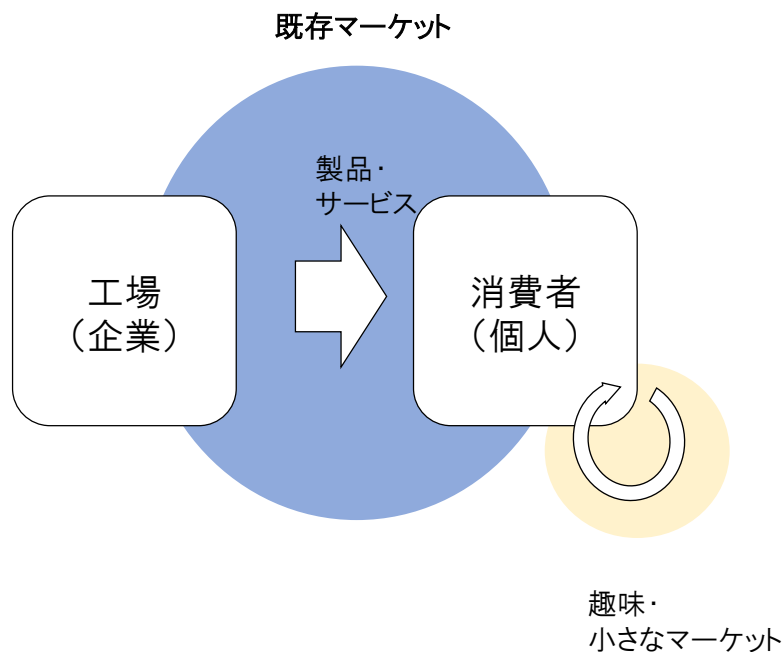 既存マーケット
製品・
サービス
工場
（企業）
消費者
（個人）
趣味・
小さなマーケット